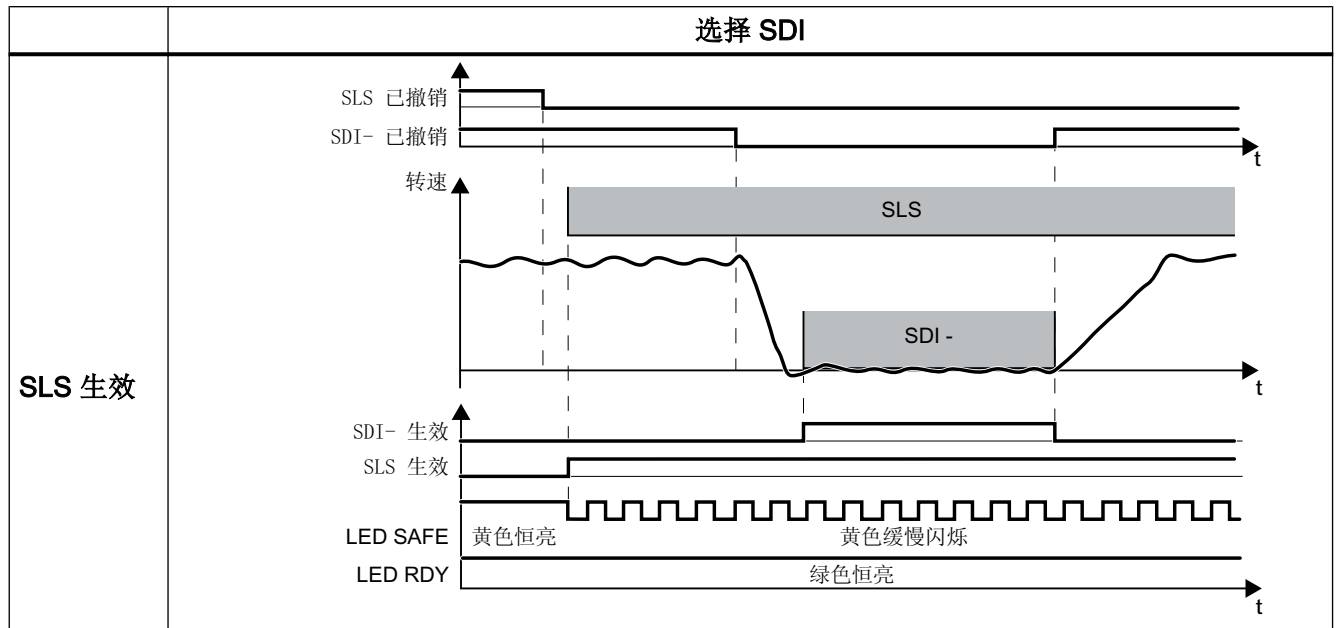 选择 SDI
SLS 已撤销
SDI- 已撤销
t
转速
SLS
SDI -
SLS 生效
t
SDI- 生效
SLS 生效
LED SAFE 黄色恒亮 黄色缓慢闪烁
LED RDY 绿色恒亮
t